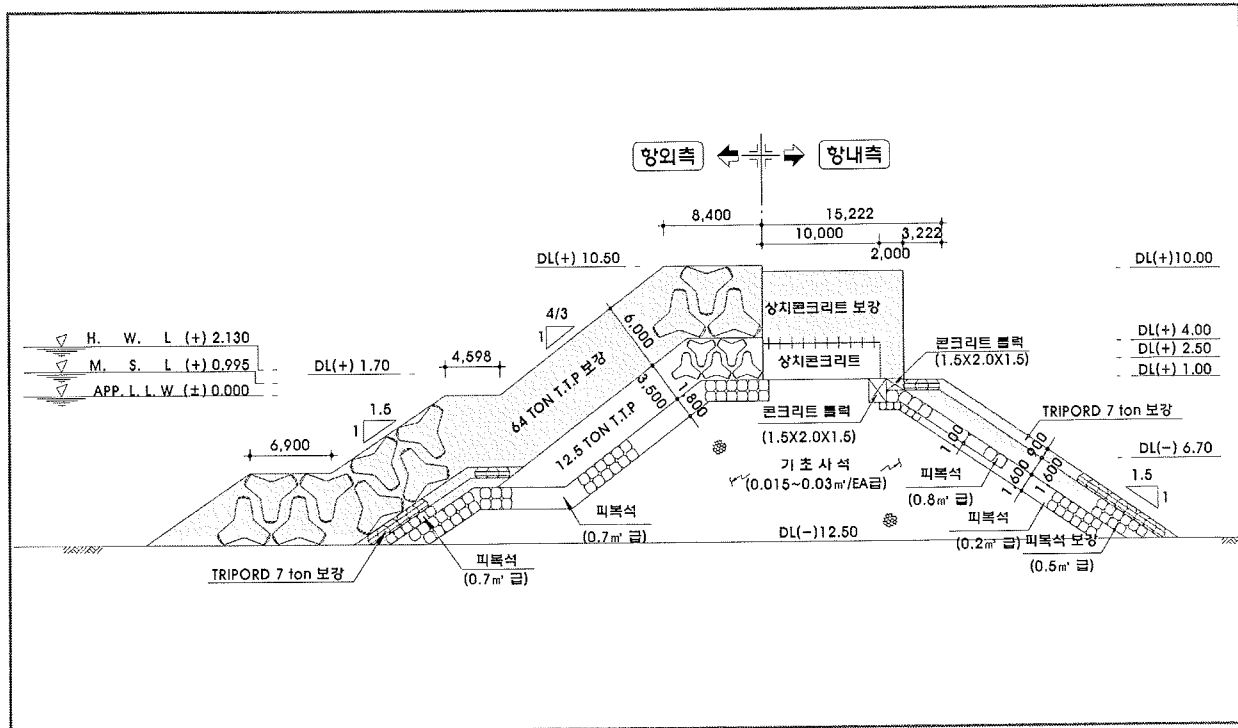 항외측 항내측
8,400 15,222
10,000 3,222
2,000
DL(+) 10.50 DL(+)10.00
4/3
1
6,000
상치콘크리트 보강
H. W. L (+) 2.130
DL(+) 4.00
콘크리트 블럭
(1.5X2.0X1.5)
DL(+) 2.50
M. S. L (+) 0.995
DL(+) 1.70
4,598
상치콘크리트
DL(+) 1.00
APP. L. L. W (±) 0.000
1.5
1
64 TON T.T.P 보강
3,500
1,800
12.5 TON T.T.P
콘크리트 블럭
(1.5X2.0X1.5)
TRIPORD 7 ton 보강
6,900
1,100
900
1,600
1,600
DL(-) 6.70
1.5
1
기초사석
(0.015~0.03㎥/EA급)
피복석
(0.8㎥ 급)
피복석
(0.7㎥ 급)
피복석
(0.2㎥ 급)
DL(-)12.50
피복석 보강
(0.5㎥ 급)
피복석
(0.7㎥ 급)
TRIPORD 7 ton 보강